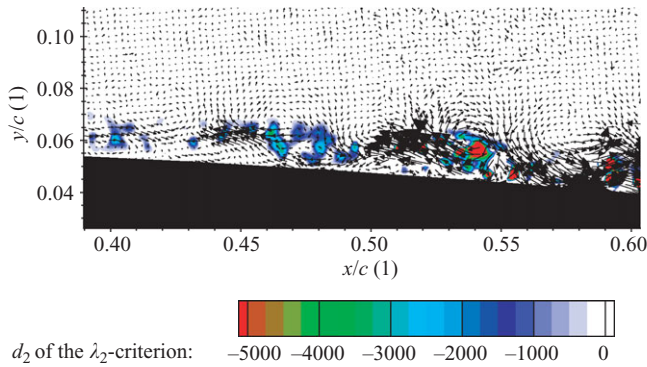 0.10
0.08
0.06
0.04
y/c (1)
0.40 0.45 0.50 0.55 0.60
x/c (1)
d₂ of the λ₂-criterion: –5000 –4000 –3000 –2000 –1000 0